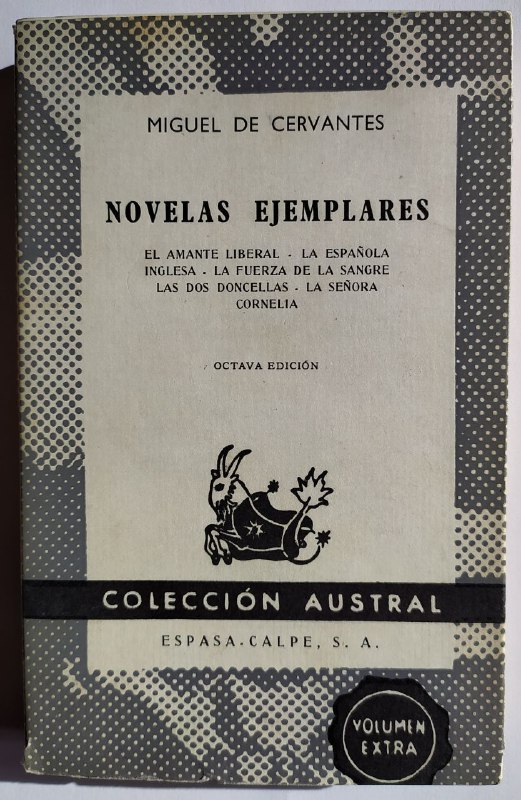 MIGUEL DE CERVANTES
NOVELAS EJEMPLARES
EL AMANTE LIBERAL - LA ESPAÑOLA
INGLESA - LA FUERZA DE LA SANGRE
LAS DOS DONCELLAS - LA SEÑORA
CORNELIA
OCTAVA EDICIÓN
COLECCIÓN AUSTRAL
ESPASA-CALPE, S. A.
VOLUMEN
EXTRA